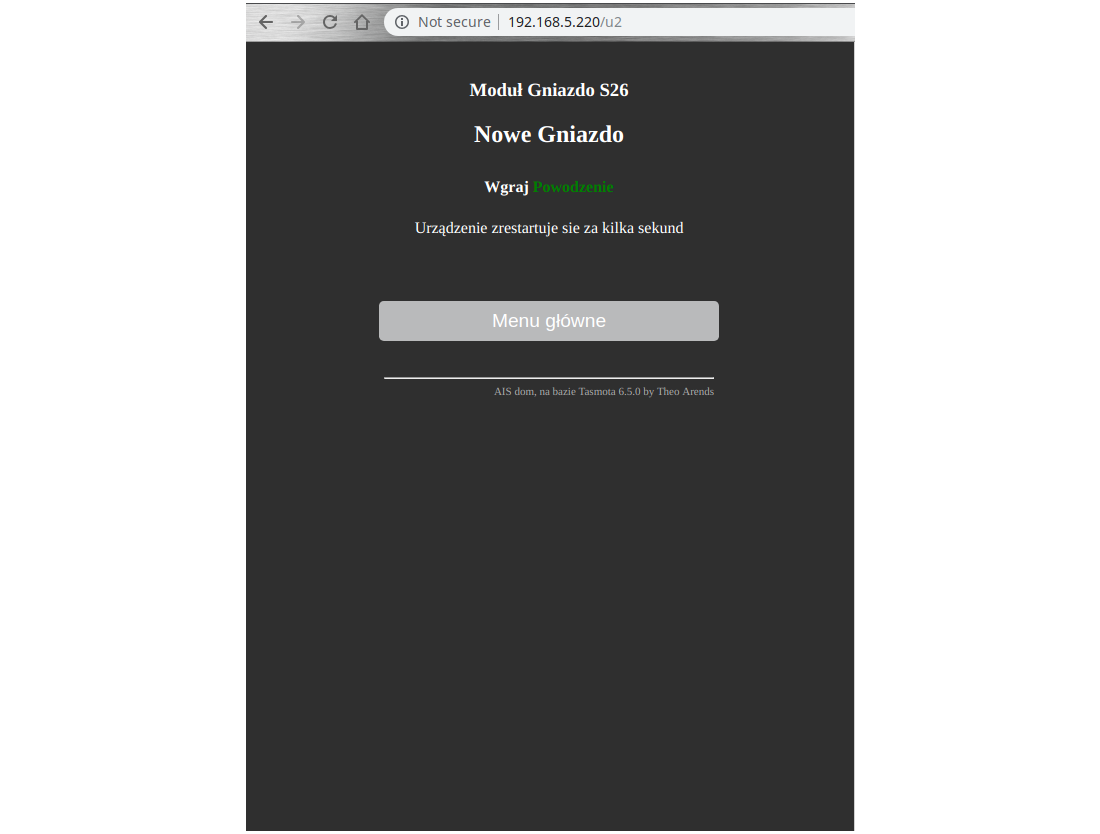 Not secure 192.168.5.220/u2
Moduł Gniazdo S26
Nowe Gniazdo
Wgraj Powodzenie
Urządzenie zrestartuje sie za kilka sekund
Menu główne
AIS dom, na bazie Tasmota 6.5.0 by Theo Arends